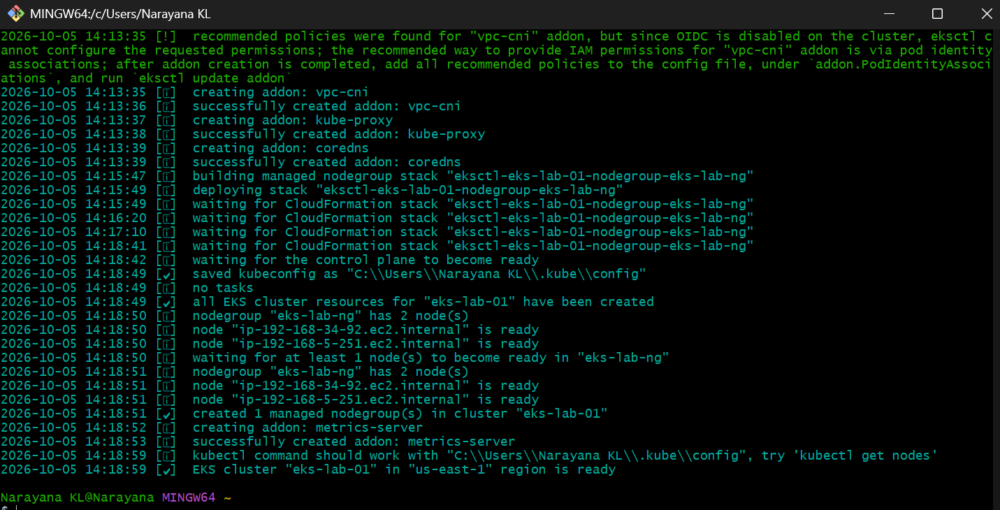 MINGW64:/c/Users/Narayana KL
2026-10-05 14:13:35 [!]  recommended policies were found for "vpc-cni" addon, but since OIDC is disabled on the cluster, eksctl c
annot configure the requested permissions; the recommended way to provide IAM permissions for "vpc-cni" addon is via pod identity
 associations; after addon creation is completed, add all recommended policies to the config file, under `addon.PodIdentityAssoci
ations`, and run `eksctl update addon`
2026-10-05 14:13:35 [ℹ]  creating addon: vpc-cni
2026-10-05 14:13:36 [ℹ]  successfully created addon: vpc-cni
2026-10-05 14:13:37 [ℹ]  creating addon: kube-proxy
2026-10-05 14:13:38 [ℹ]  successfully created addon: kube-proxy
2026-10-05 14:13:39 [ℹ]  creating addon: coredns
2026-10-05 14:13:39 [ℹ]  successfully created addon: coredns
2026-10-05 14:15:47 [ℹ]  building managed nodegroup stack "eksctl-eks-lab-01-nodegroup-eks-lab-ng"
2026-10-05 14:15:49 [ℹ]  deploying stack "eksctl-eks-lab-01-nodegroup-eks-lab-ng"
2026-10-05 14:15:49 [ℹ]  waiting for CloudFormation stack "eksctl-eks-lab-01-nodegroup-eks-lab-ng"
2026-10-05 14:16:20 [ℹ]  waiting for CloudFormation stack "eksctl-eks-lab-01-nodegroup-eks-lab-ng"
2026-10-05 14:17:10 [ℹ]  waiting for CloudFormation stack "eksctl-eks-lab-01-nodegroup-eks-lab-ng"
2026-10-05 14:18:41 [ℹ]  waiting for CloudFormation stack "eksctl-eks-lab-01-nodegroup-eks-lab-ng"
2026-10-05 14:18:42 [ℹ]  waiting for the control plane to become ready
2026-10-05 14:18:49 [✔]  saved kubeconfig as "C:\\Users\\Narayana KL\\.kube\\config"
2026-10-05 14:18:49 [ℹ]  no tasks
2026-10-05 14:18:49 [✔]  all EKS cluster resources for "eks-lab-01" have been created
2026-10-05 14:18:50 [ℹ]  nodegroup "eks-lab-ng" has 2 node(s)
2026-10-05 14:18:50 [ℹ]  node "ip-192-168-34-92.ec2.internal" is ready
2026-10-05 14:18:50 [ℹ]  node "ip-192-168-5-251.ec2.internal" is ready
2026-10-05 14:18:50 [ℹ]  waiting for at least 1 node(s) to become ready in "eks-lab-ng"
2026-10-05 14:18:51 [ℹ]  nodegroup "eks-lab-ng" has 2 node(s)
2026-10-05 14:18:51 [ℹ]  node "ip-192-168-34-92.ec2.internal" is ready
2026-10-05 14:18:51 [ℹ]  node "ip-192-168-5-251.ec2.internal" is ready
2026-10-05 14:18:51 [✔]  created 1 managed nodegroup(s) in cluster "eks-lab-01"
2026-10-05 14:18:52 [ℹ]  creating addon: metrics-server
2026-10-05 14:18:53 [ℹ]  successfully created addon: metrics-server
2026-10-05 14:18:59 [ℹ]  kubectl command should work with "C:\\Users\\Narayana KL\\.kube\\config", try 'kubectl get nodes'
2026-10-05 14:18:59 [✔]  EKS cluster "eks-lab-01" in "us-east-1" region is ready
Narayana KL@Narayana MINGW64 ~
$